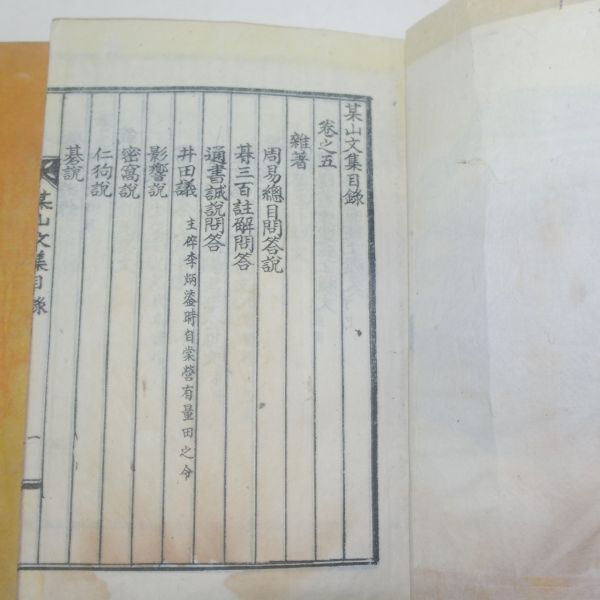 某山文集目錄
卷之五
雜著
周易總目問答說
朞三百註解問答
通書誠說問答
井田議 主倅李炳鎏時自棠營有量田之令
影響說
密窩說
仁狗說
碁說
某山文集目錄 一